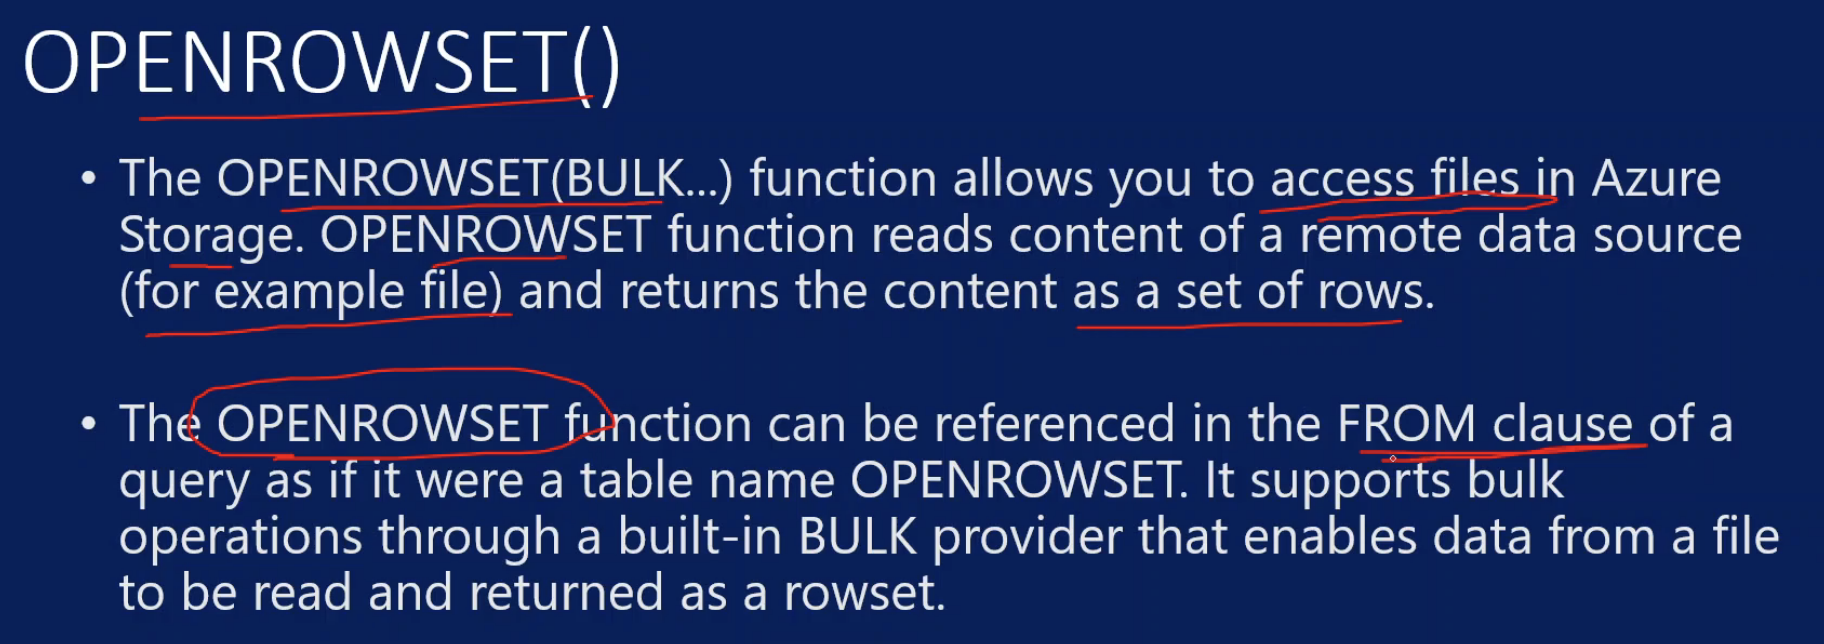 OPENROWSET()
• The OPENROWSET(BULK...) function allows you to access files in Azure
Storage. OPENROWSET function reads content of a remote data source
(for example file) and returns the content as a set of rows.
• The OPENROWSET function can be referenced in the FROM clause of a
query as if it were a table name OPENROWSET. It supports bulk
operations through a built-in BULK provider that enables data from a file
to be read and returned as a rowset.